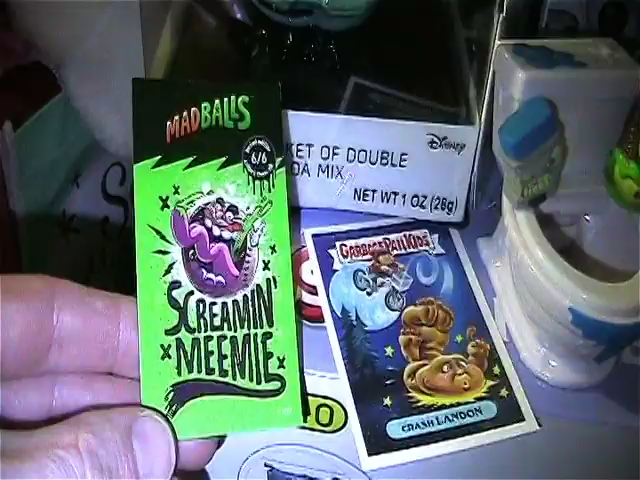 MADBALLS
6/6
SCREAMIN'
MEEMIE
Disney
KET OF DOUBLE
OA MIX
NET WT 1 OZ (28g)
GARBAGE PAIL KIDS
CRASH LANDON